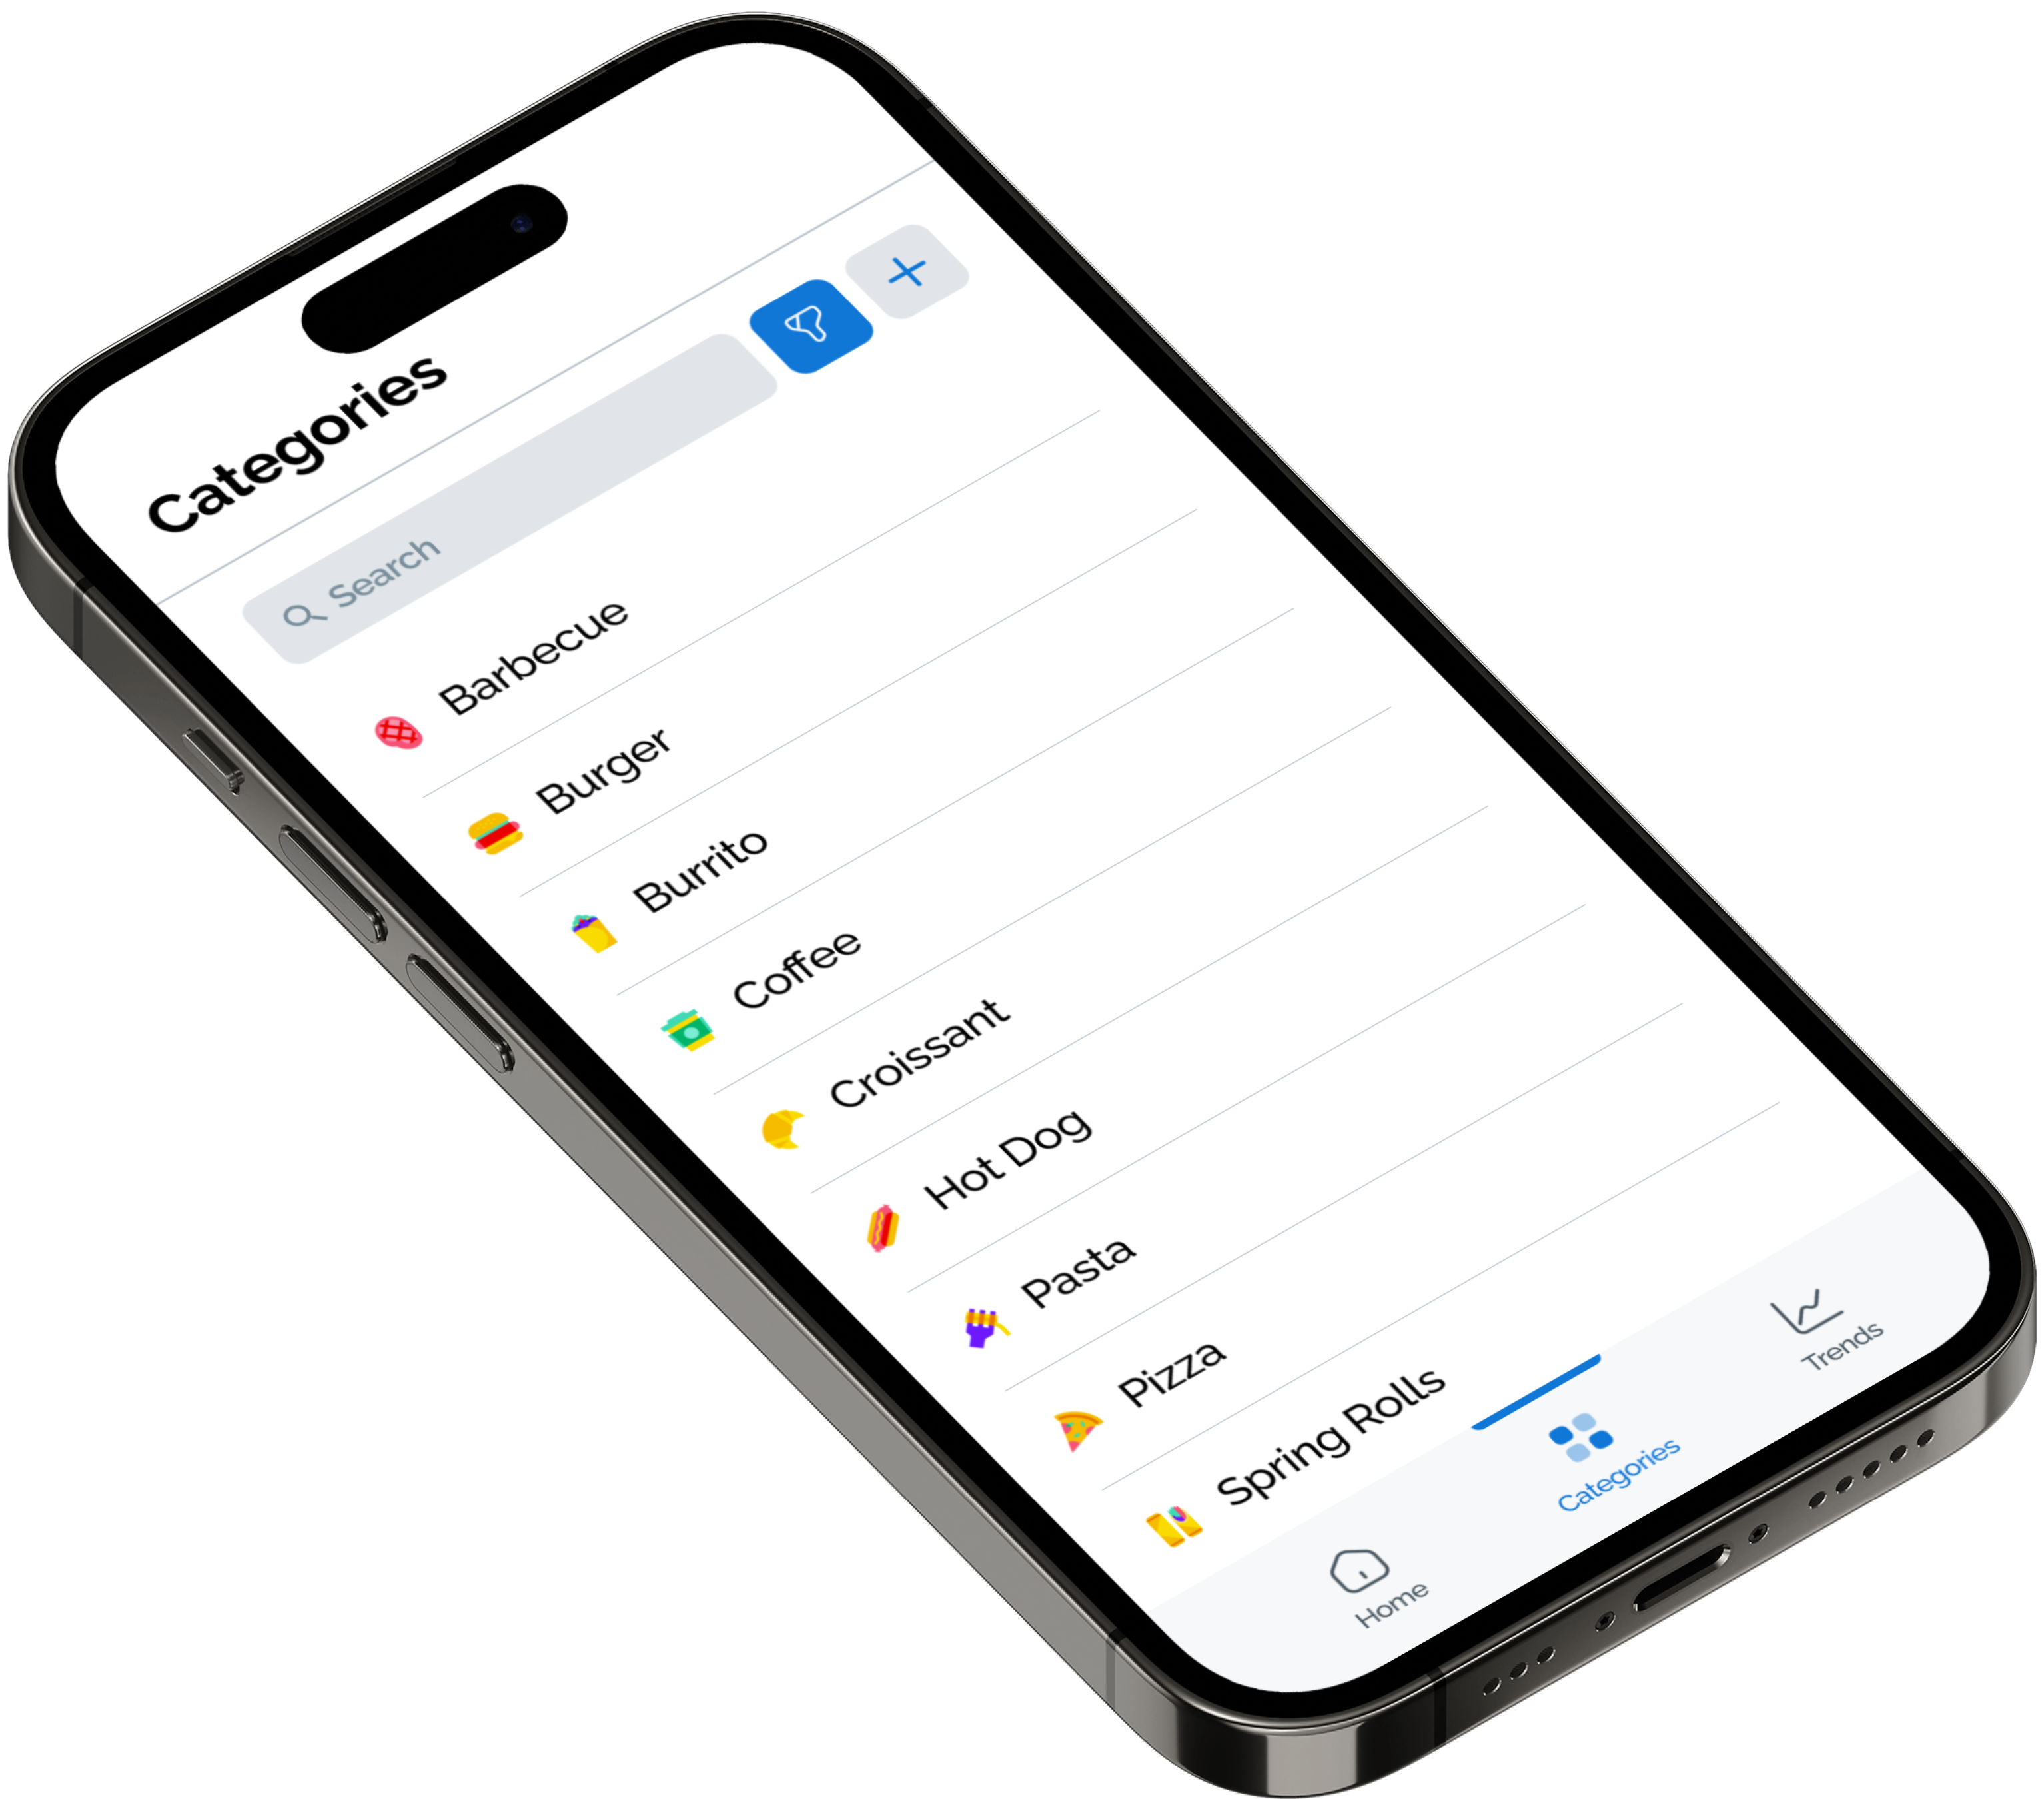 Categories
Search
Barbecue
Burger
Burrito
Coffee
Croissant
Hot Dog
Pasta
Pizza
Spring Rolls
Home
Categories
Trends